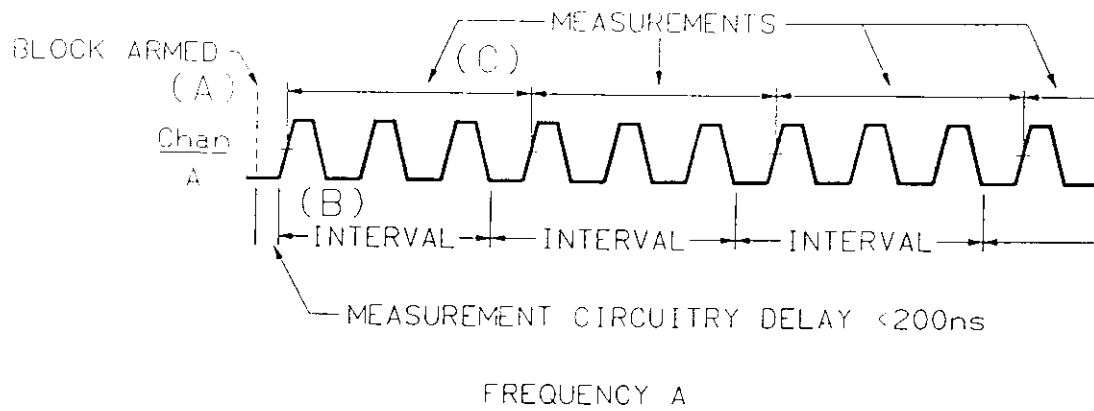 MEASUREMENTS
BLOCK ARMED
(A)
(C)
Chan
A
(B)
INTERVAL INTERVAL INTERVAL
MEASUREMENT CIRCUITRY DELAY <200ns
FREQUENCY A